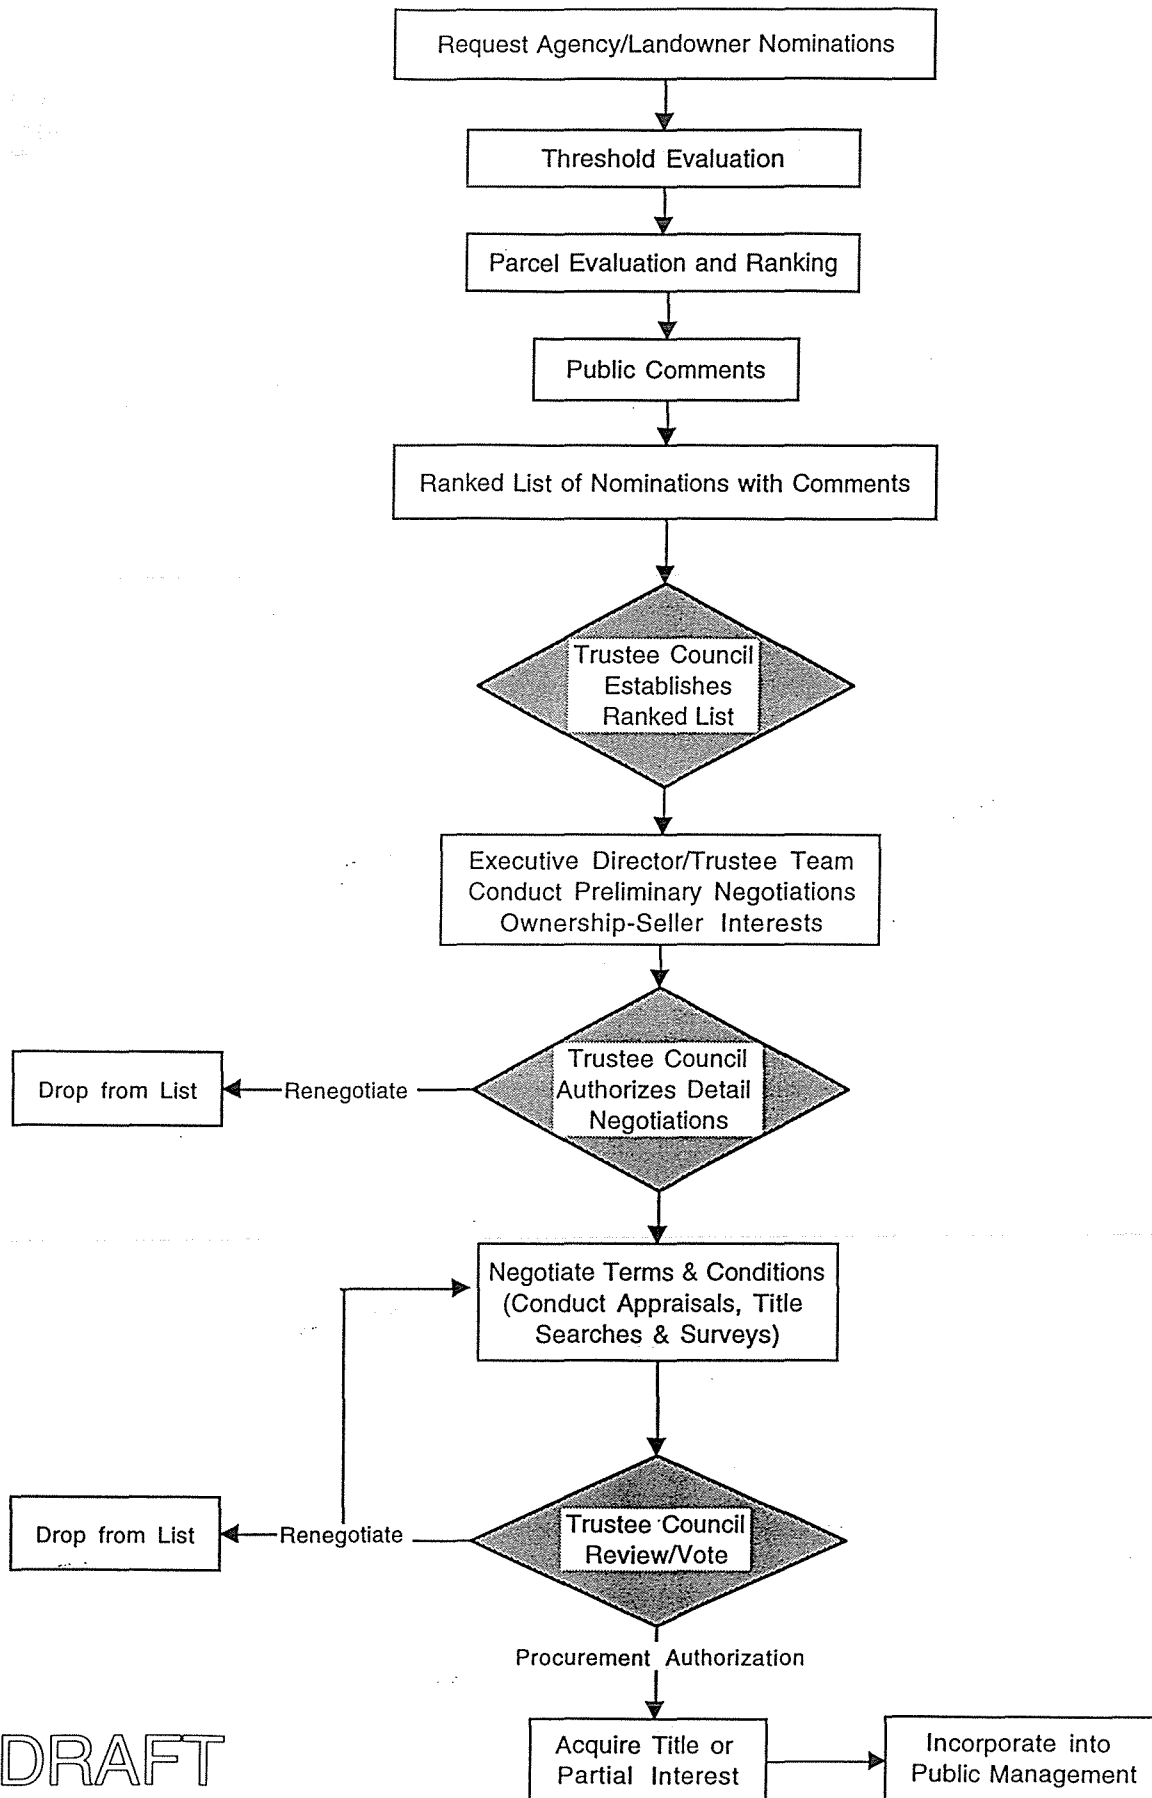 Request Agency/Landowner Nominations
Threshold Evaluation
Parcel Evaluation and Ranking
Public Comments
Ranked List of Nominations with Comments
Trustee Council
Establishes
Ranked List
Executive Director/Trustee Team
Conduct Preliminary Negotiations
Ownership-Seller Interests
Trustee Council
Authorizes Detail
Negotiations
Renegotiate
Drop from List
Negotiate Terms & Conditions
(Conduct Appraisals, Title
Searches & Surveys)
Trustee Council
Review/Vote
Renegotiate
Drop from List
Procurement Authorization
Acquire Title or
Partial Interest
Incorporate into
Public Management
DRAFT